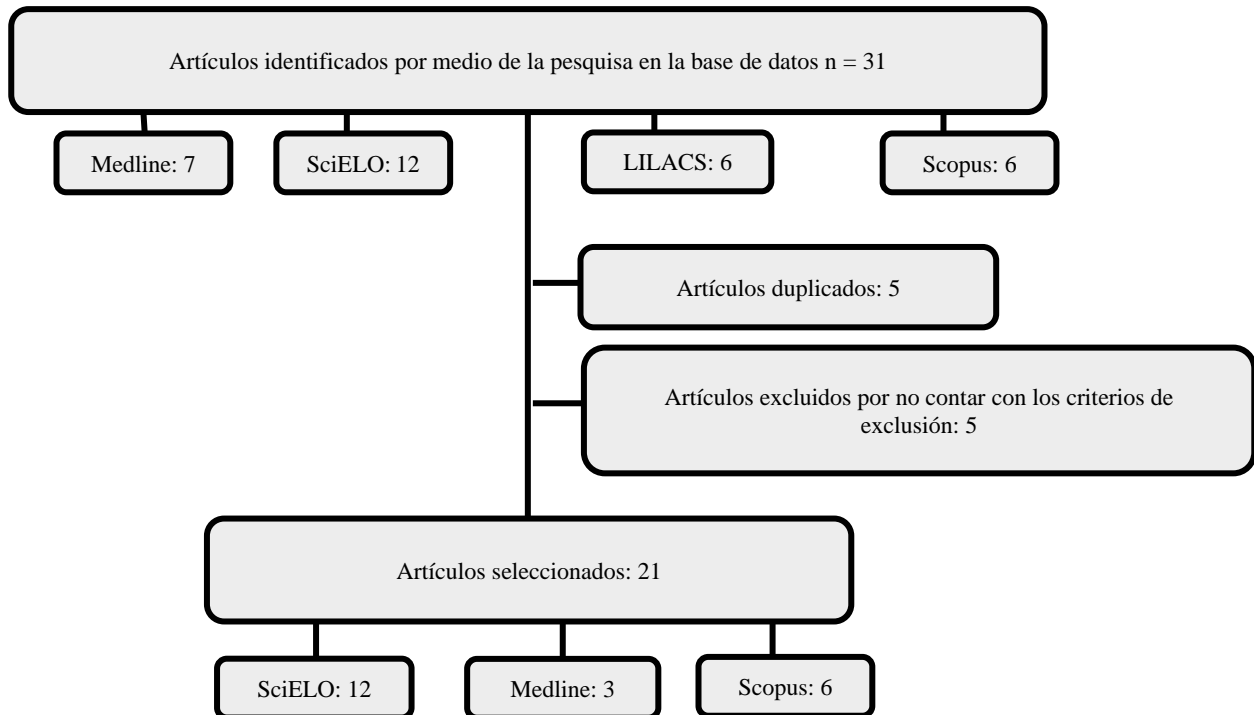 Artículos identificados por medio de la pesquisa en la base de datos n = 31
Medline: 7
SciELO: 12
LILACS: 6
Scopus: 6
Artículos duplicados: 5
Artículos excluidos por no contar con los criterios de
exclusión: 5
Artículos seleccionados: 21
SciELO: 12
Medline: 3
Scopus: 6